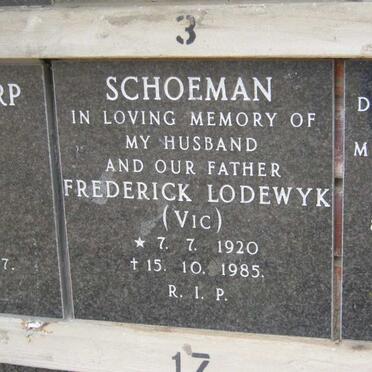 3
SCHOEMAN
IN LOVING MEMORY OF
MY HUSBAND
AND OUR FATHER
FREDERICK LODEWYK
(VIC)
★ 7. 7. 1920
† 15. 10. 1985.
R. I. P.
17
RP
7.
D
M